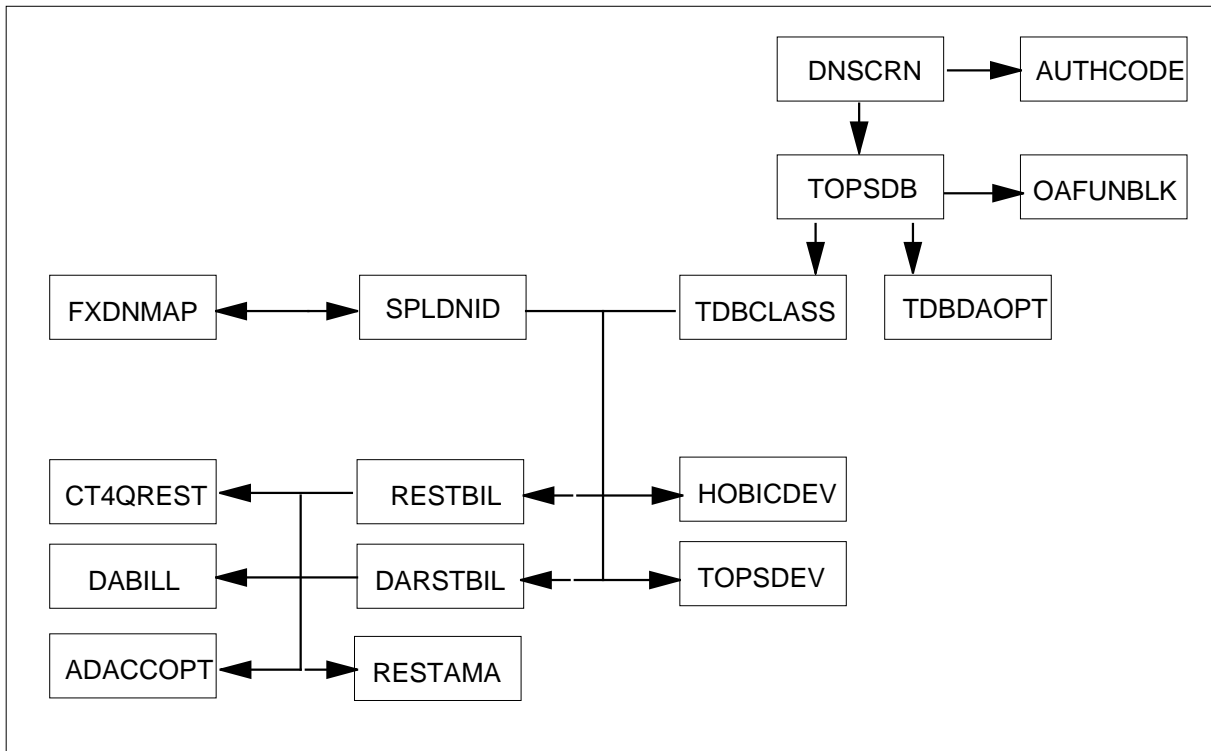 DNSCRN
AUTHCODE
TOPSDB
OAFUNBLK
FXDNMAP
SPLDNID
TDBCLASS
TDBDAOPT
CT4QREST
RESTBIL
HOBICDEV
DABILL
DARSTBIL
TOPSDEV
ADACCOPT
RESTAMA